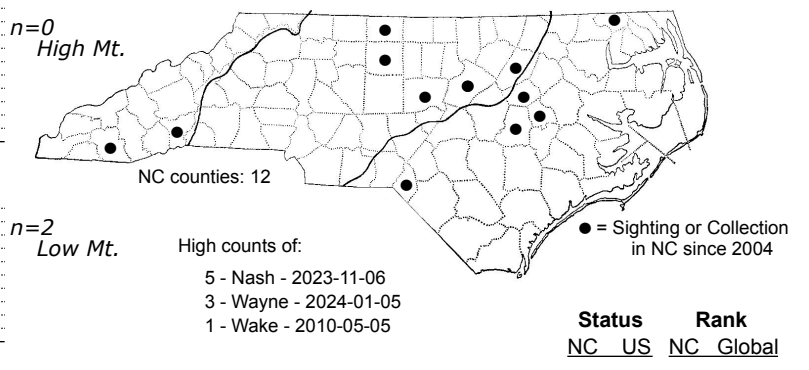 n=0
High Mt.
NC counties: 12
n=2
Low Mt.
High counts of:
5 - Nash - 2023-11-06
3 - Wayne - 2024-01-05
1 - Wake - 2010-05-05
● = Sighting or Collection
in NC since 2004
Status Rank
NC US NC Global